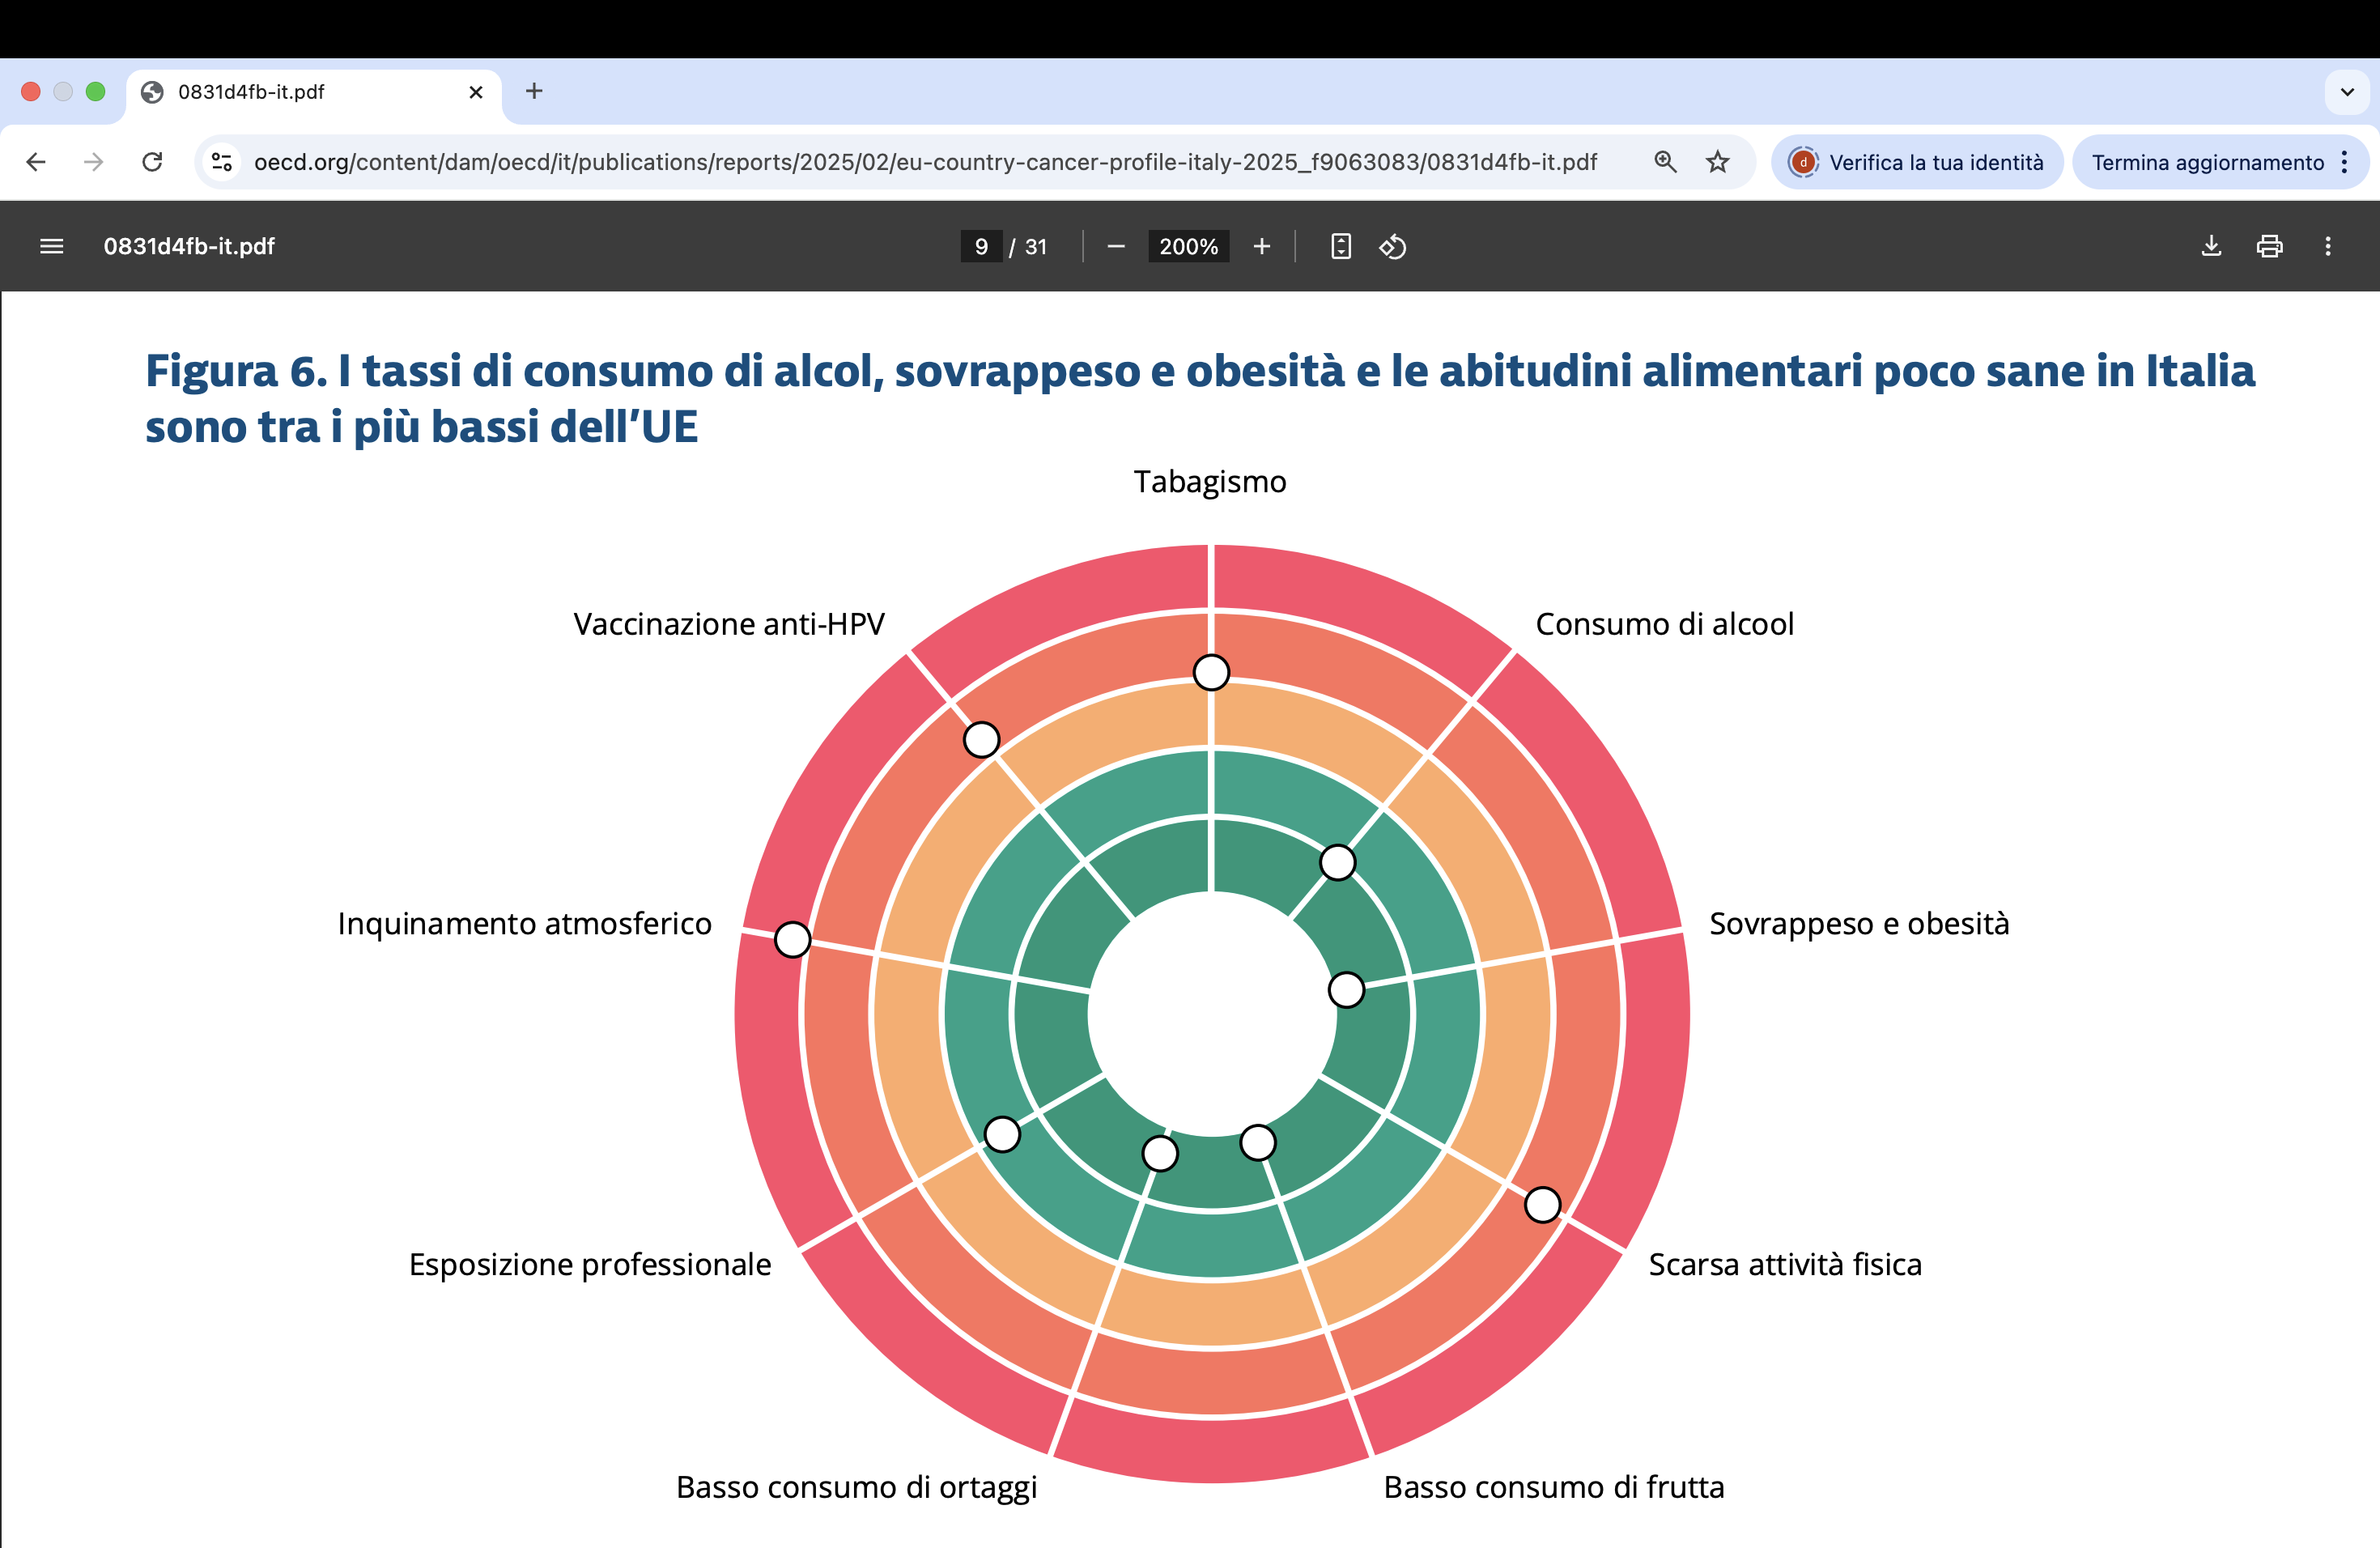 0831d4fb-it.pdf
oecd.org/content/dam/oecd/it/publications/reports/2025/02/eu-country-cancer-profile-italy-2025_f9063083/0831d4fb-it.pdf
d
Verifica la tua identità
Termina aggiornamento
0831d4fb-it.pdf
9 / 31
200%
Figura 6. I tassi di consumo di alcol, sovrappeso e obesità e le abitudini alimentari poco sane in Italia
sono tra i più bassi dell’UE
Tabagismo
Vaccinazione anti-HPV
Consumo di alcool
Inquinamento atmosferico
Sovrappeso e obesità
Esposizione professionale
Scarsa attività fisica
Basso consumo di ortaggi
Basso consumo di frutta